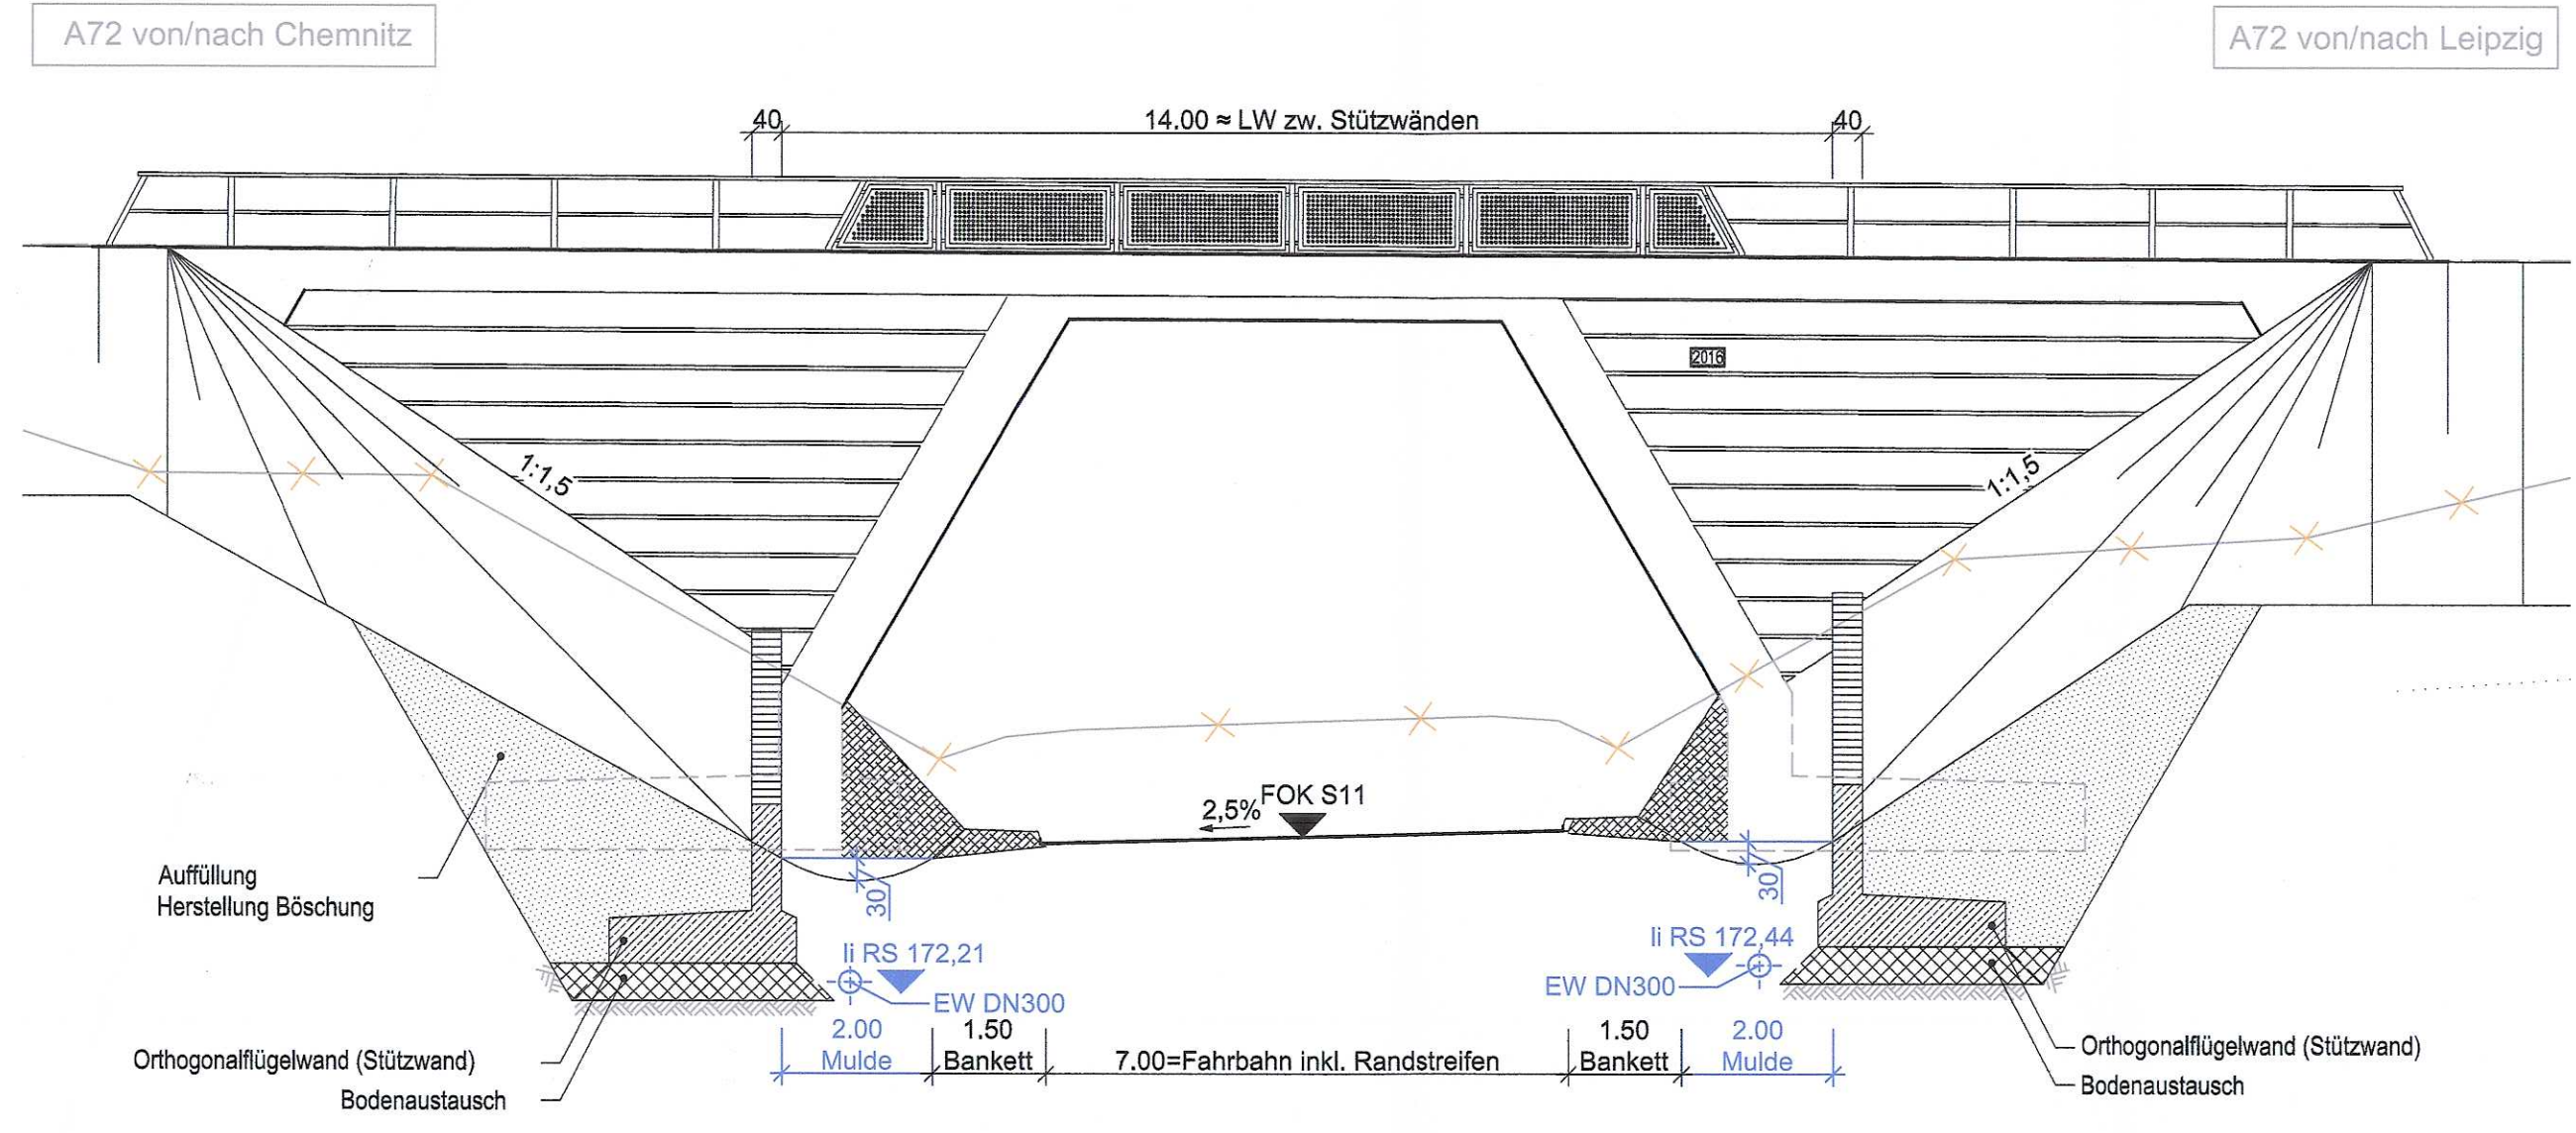 A72 von/nach Chemnitz
A72 von/nach Leipzig
40
14.00 ≈ LW zw. Stützwänden
40
2016
1:1,5
1:1,5
FOK S11
2,5%
Auffüllung
Herstellung Böschung
30
30
li RS 172,21
li RS 172,44
EW DN300
EW DN300
2.00
Mulde
1.50
Bankett
7.00=Fahrbahn inkl. Randstreifen
1.50
Bankett
2.00
Mulde
Orthogonalflügelwand (Stützwand)
Bodenaustausch
Orthogonalflügelwand (Stützwand)
Bodenaustausch